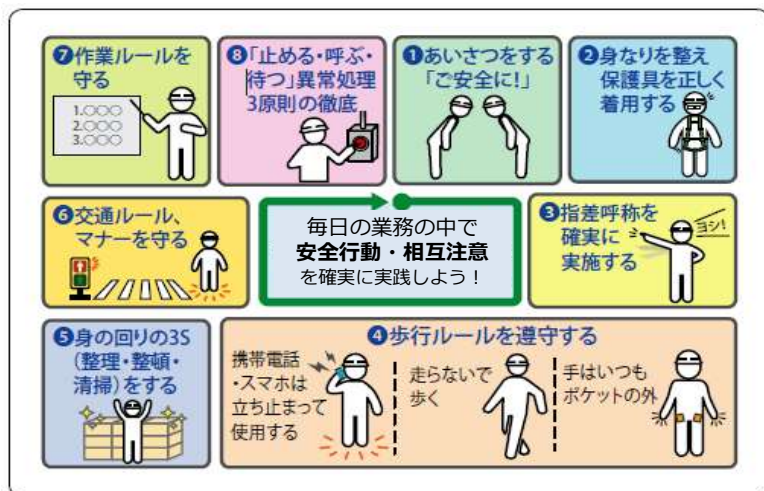 ❼作業ルールを
守る
1.○○○
2.○○○
3.○○○
❽「止める・呼ぶ・
待つ」異常処理
3原則の徹底
❶あいさつをする
「ご安全に!」
❷身なりを整え
保護具を正しく
着用する
❻交通ルール、
マナーを守る
毎日の業務の中で
安全行動・相互注意
を確実に実践しよう！
❸指差呼称を
確実に
実施する
ヨシ!
❺身の回りの3S
(整理・整頓・
清掃)をする
❹歩行ルールを遵守する
携帯電話
・スマホは
立ち止まって
使用する
走らないで
歩く
手はいつも
ポケットの外